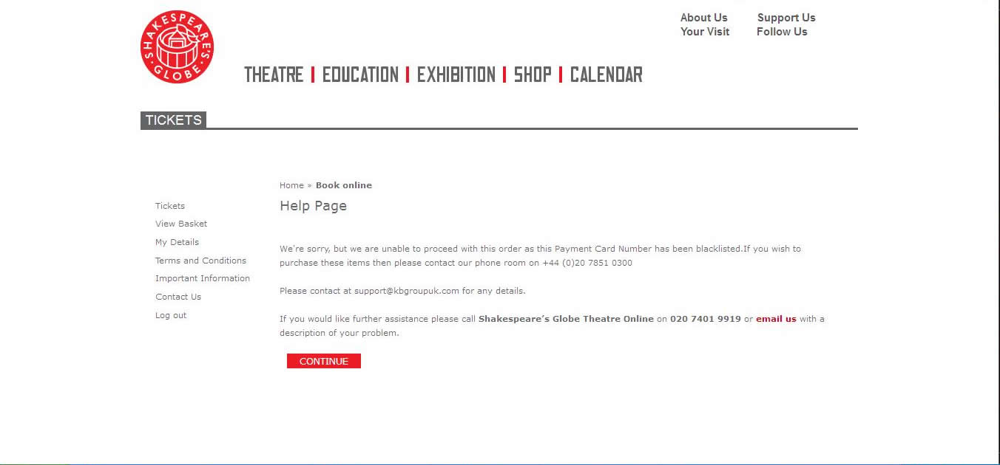 SHAKESPEARE'S · GLOBE ·
About Us Support Us
Your Visit Follow Us
THEATRE EDUCATION EXHIBITION SHOP CALENDAR
TICKETS
Home » Book online
Help Page
Tickets
View Basket
My Details
Terms and Conditions
Important Information
Contact Us
Log out
We're sorry, but we are unable to proceed with this order as this Payment Card Number has been blacklisted.If you wish to
purchase these items then please contact our phone room on +44 (0)20 7851 0300
Please contact at support@kbgroupuk.com for any details.
If you would like further assistance please call Shakespeare’s Globe Theatre Online on 020 7401 9919 or email us with a
description of your problem.
CONTINUE